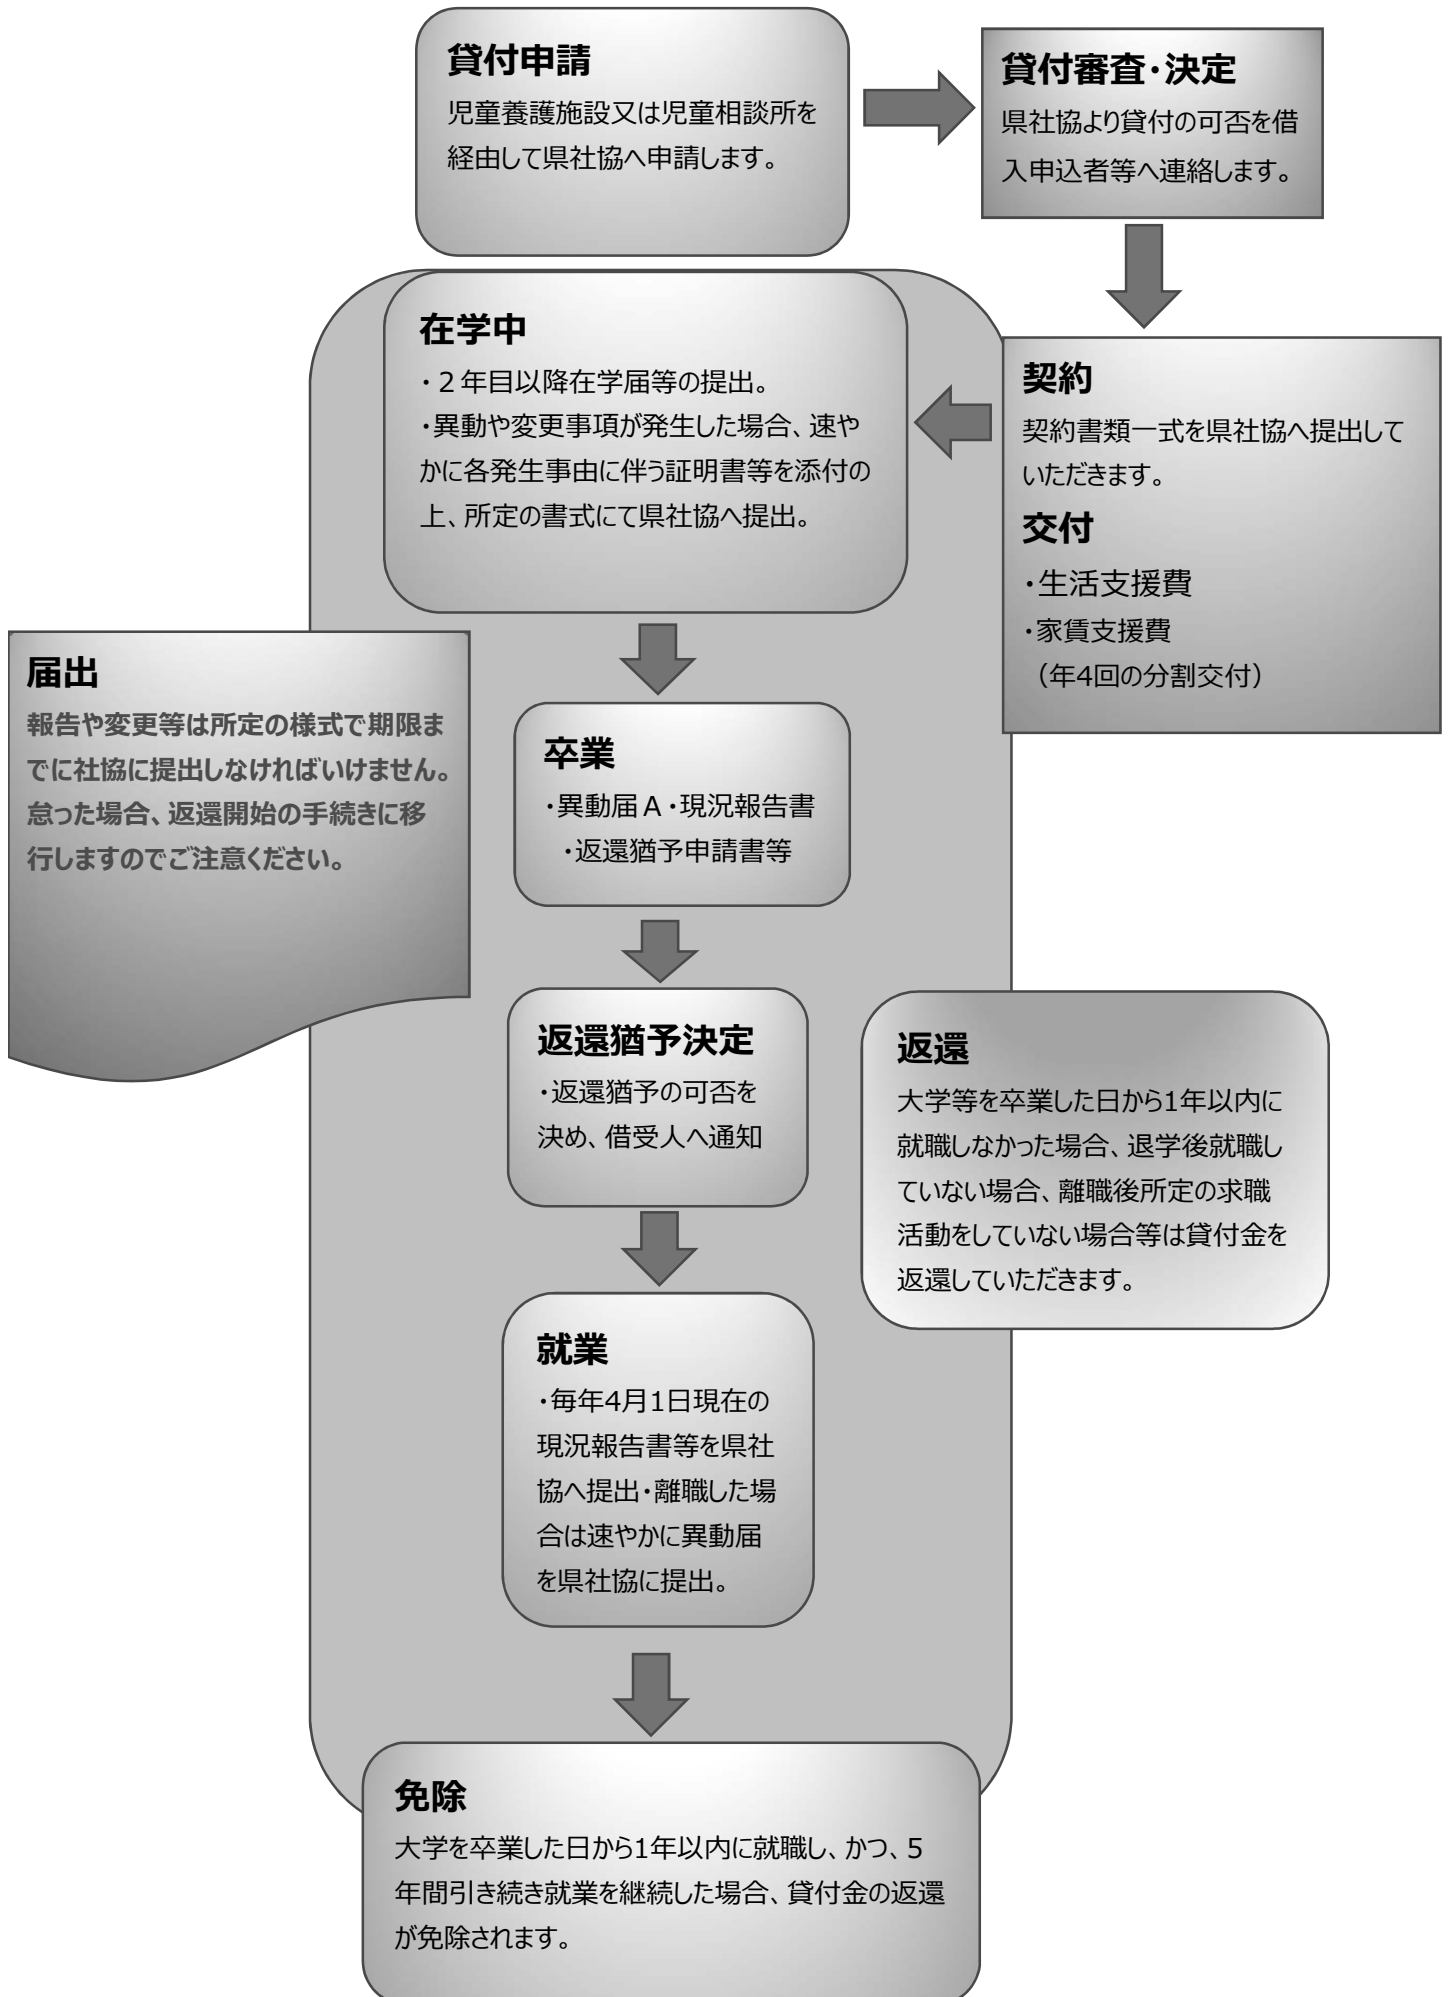 貸付申請
児童養護施設又は児童相談所を
経由して県社協へ申請します。
貸付審査・決定
県社協より貸付の可否を借
入申込者等へ連絡します。
契約
契約書類一式を県社協へ提出して
いただきます。
交付
・生活支援費
・家賃支援費
（年4回の分割交付）
在学中
・２年目以降在学届等の提出。
・異動や変更事項が発生した場合、速や
かに各発生事由に伴う証明書等を添付の
上、所定の書式にて県社協へ提出。
届出
報告や変更等は所定の様式で期限ま
でに社協に提出しなければいけません。
怠った場合、返還開始の手続きに移
行しますのでご注意ください。
卒業
・異動届Ａ・現況報告書
・返還猶予申請書等
返還猶予決定
・返還猶予の可否を
決め、借受人へ通知
返還
大学等を卒業した日から1年以内に
就職しなかった場合、退学後就職し
ていない場合、離職後所定の求職
活動をしていない場合等は貸付金を
返還していただきます。
就業
・毎年4月1日現在の
現況報告書等を県社
協へ提出・離職した場
合は速やかに異動届
を県社協に提出。
免除
大学を卒業した日から1年以内に就職し、かつ、５
年間引き続き就業を継続した場合、貸付金の返還
が免除されます。